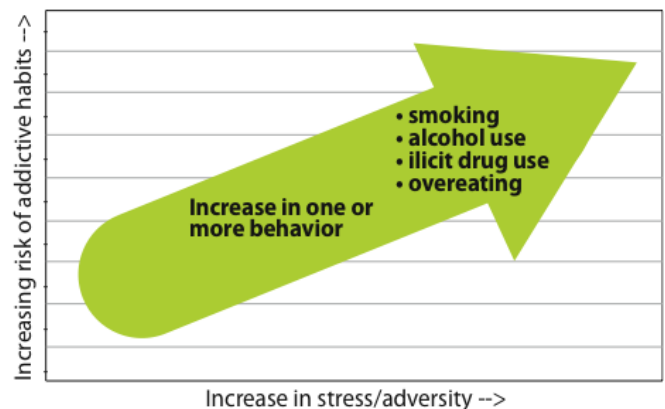 Increasing risk of addictive habits -->
• smoking
• alcohol use
• ilicit drug use
• overeating
Increase in one or
more behavior
Increase in stress/adversity -->